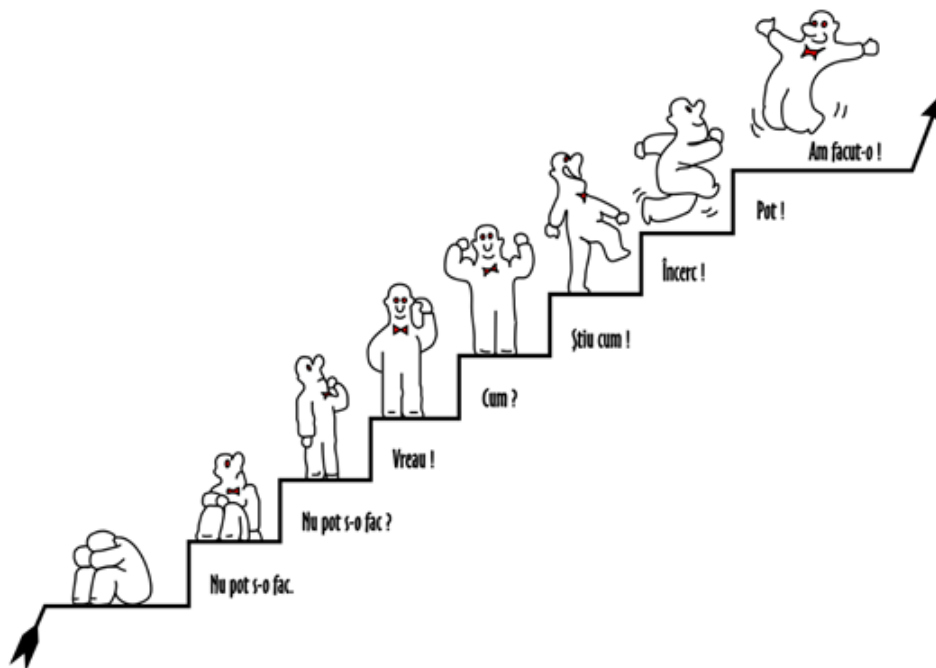 Am facut-o !
Pot !
Încerc !
Știu cum !
Cum ?
Vreau !
Nu pot s-o fac ?
Nu pot s-o fac.